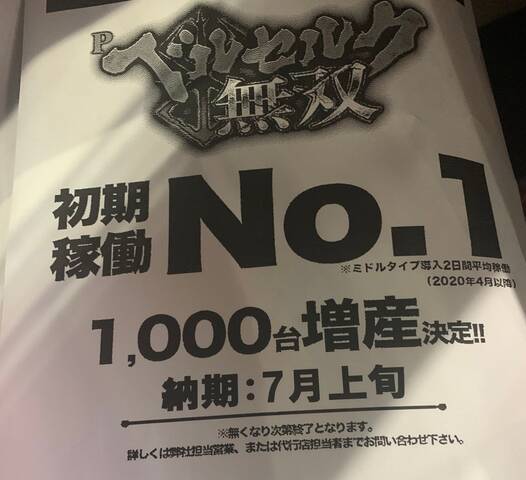 P
ベルセルク
無双
初期
稼働
No.1
※ミドルタイプ導入2日間平均稼働
(2020年4月以降)
1,000台増産決定!!
納期:7月上旬
※無くなり次第終了となります。
詳しくは弊社担当営業、または代行店担当者までお問い合わせ下さい。